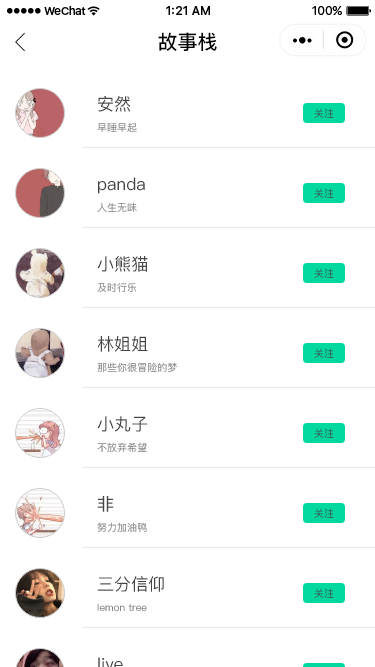 WeChat 1:21 AM 100%
故事栈
安然
早睡早起
关注
panda
人生无味
关注
小熊猫
及时行乐
关注
林姐姐
那些你很冒险的梦
关注
小丸子
不放弃希望
关注
非
努力加油鸭
关注
三分信仰
lemon tree
关注
live